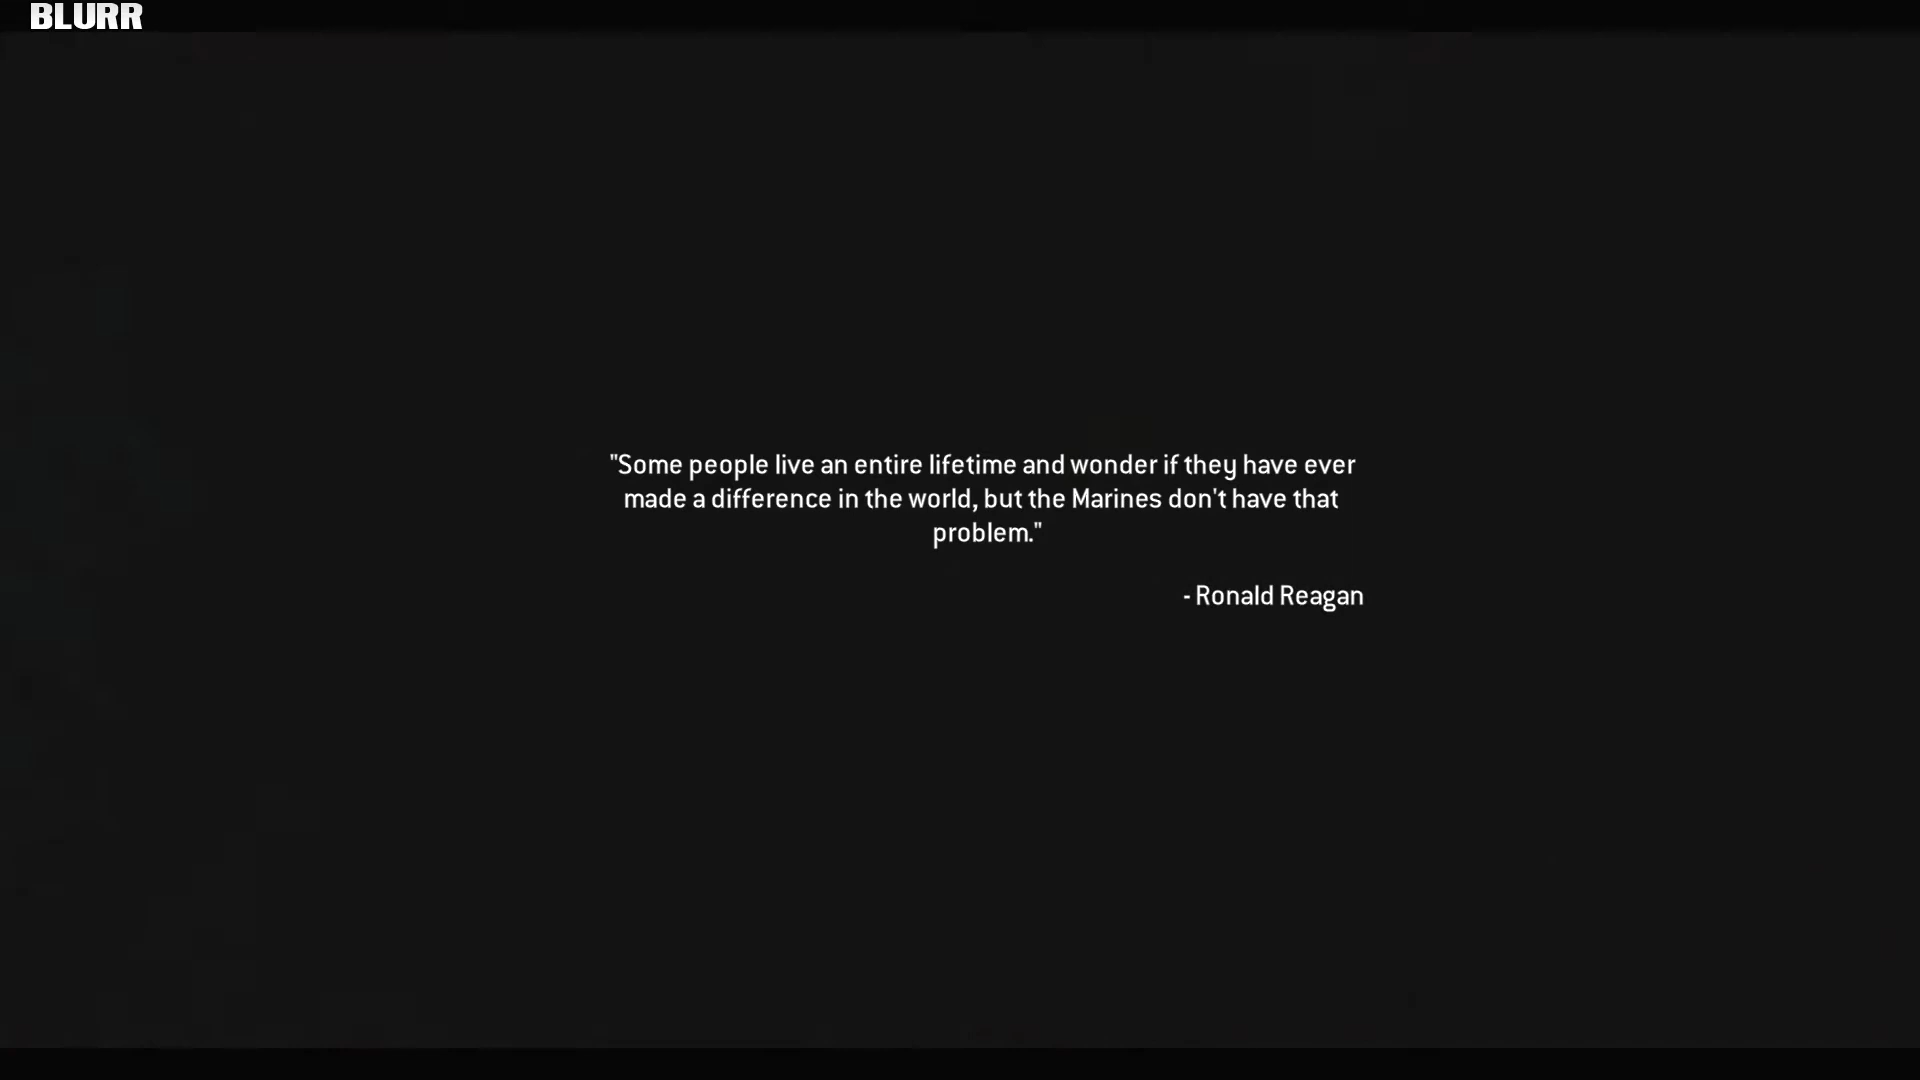 BLURR
"Some people live an entire lifetime and wonder if they have ever
made a difference in the world, but the Marines don't have that
problem."
- Ronald Reagan